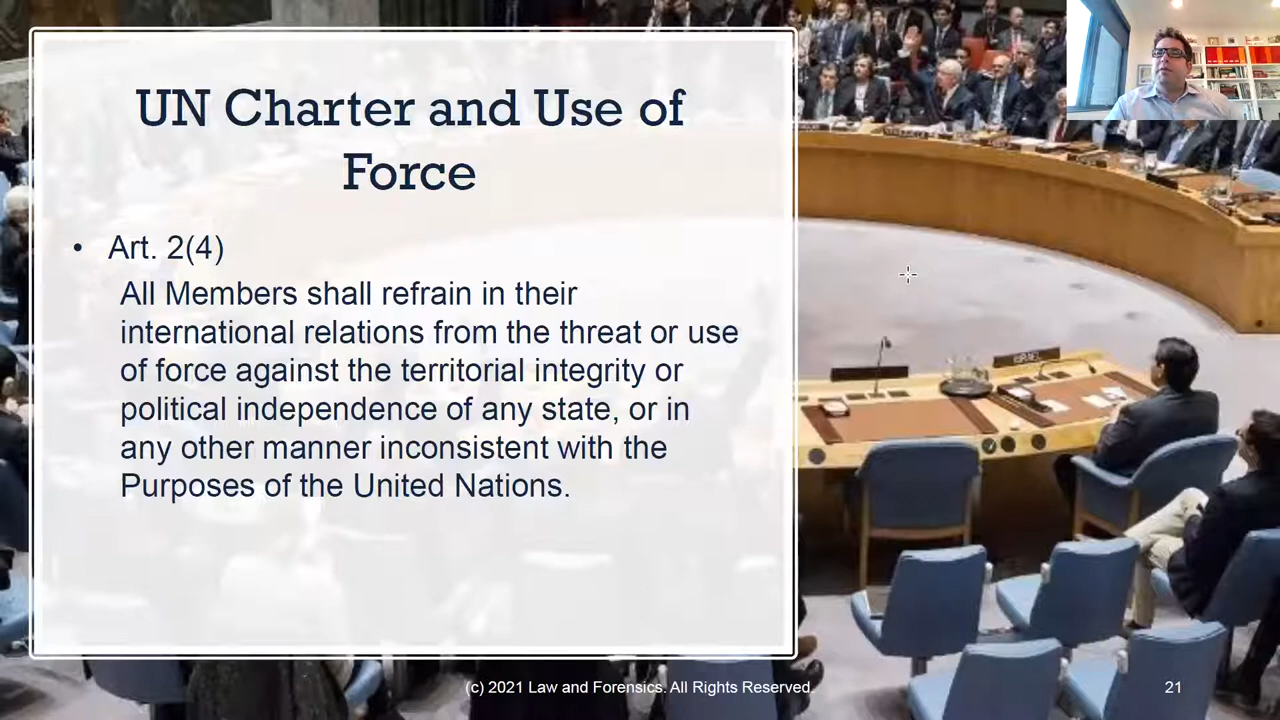 UN Charter and Use of
Force
• Art. 2(4)
All Members shall refrain in their
international relations from the threat or use
of force against the territorial integrity or
political independence of any state, or in
any other manner inconsistent with the
Purposes of the United Nations.
ISRAEL
(c) 2021 Law and Forensics. All Rights Reserved.
21